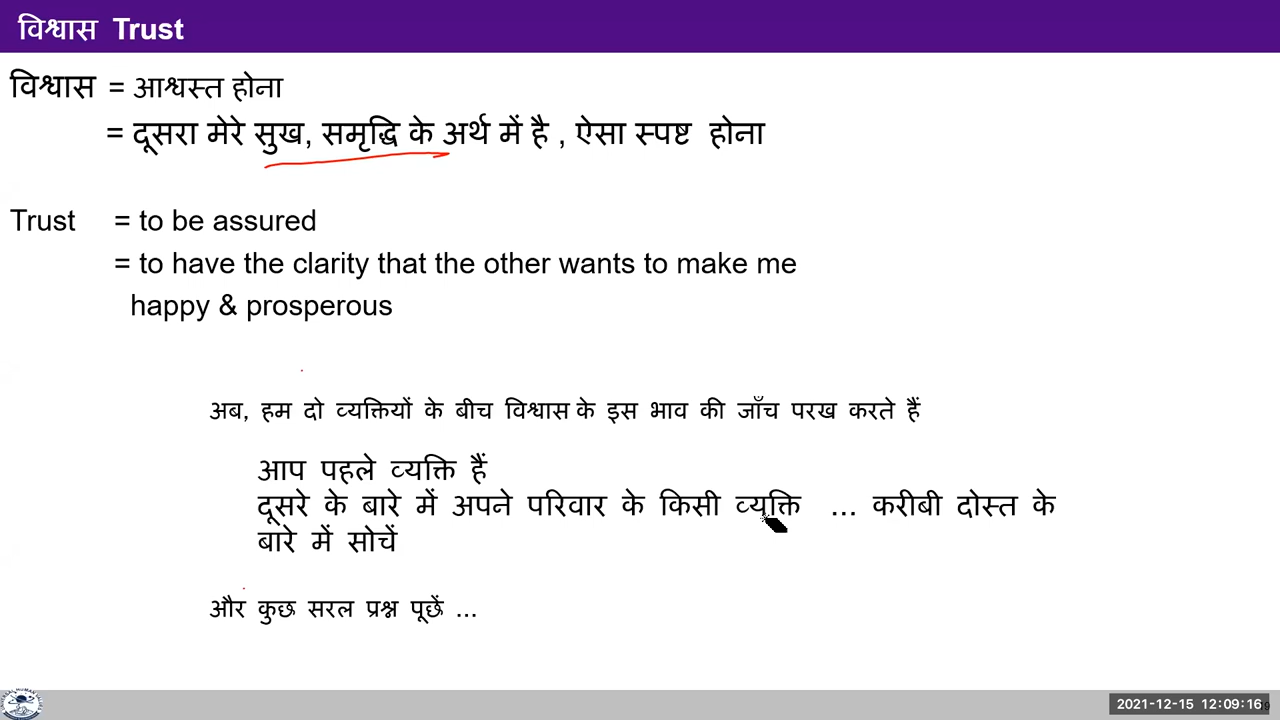 विश्वास Trust
विश्वास = आश्वस्त होना
= दूसरा मेरे सुख, समृद्धि के अर्थ में है , ऐसा स्पष्ट होना
Trust = to be assured
= to have the clarity that the other wants to make me
happy & prosperous
अब, हम दो व्यक्तियों के बीच विश्वास के इस भाव की जाँच परख करते हैं
आप पहले व्यक्ति हैं
दूसरे के बारे में अपने परिवार के किसी व्यक्ति ... करीबी दोस्त के
बारे में सोचें
और कुछ सरल प्रश्न पूछें ...
2021-12-15 12:09:16